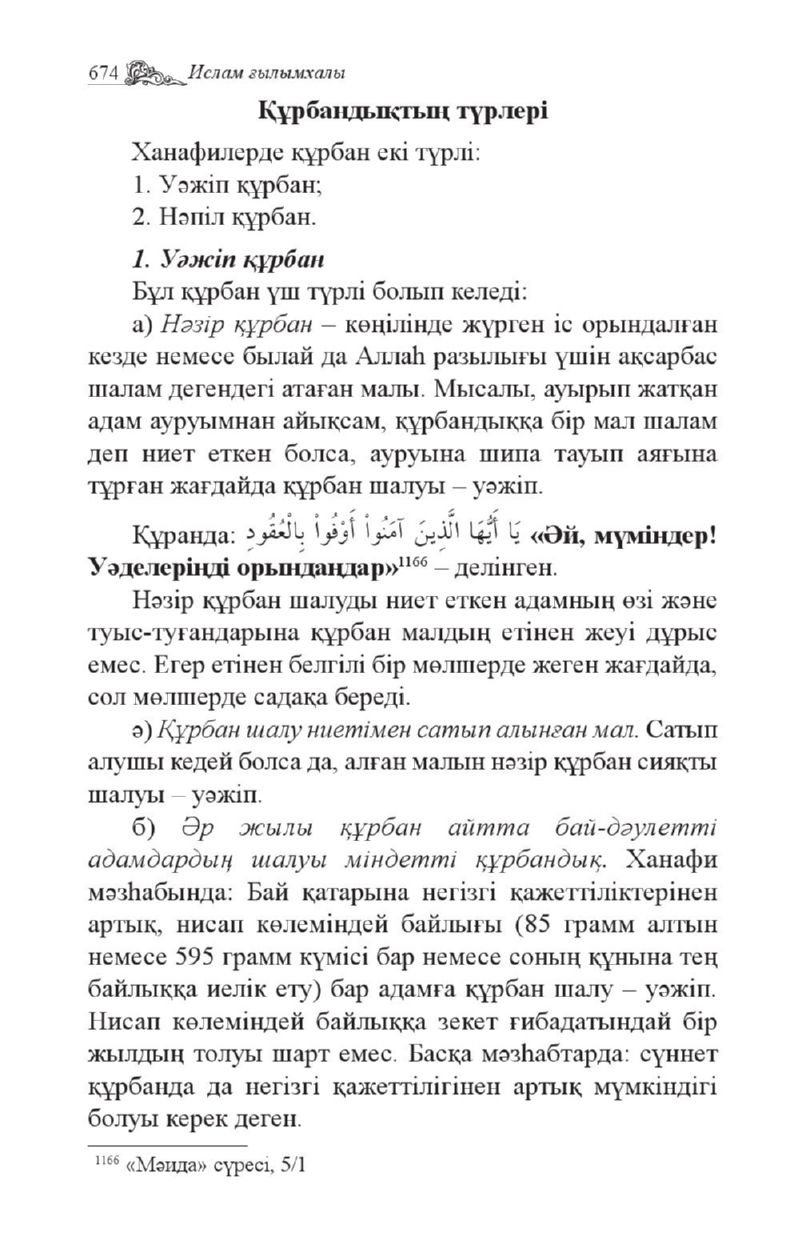 674 Ислам ғылымхалы
Құрбандықтың түрлері
Ханафилерде құрбан екі түрлі:
1. Уәжіп құрбан;
2. Нәпіл құрбан.
1. Уәжіп құрбан
Бұл құрбан үш түрлі болып келеді:
а) Нәзір құрбан – көңілінде жүрген іс орындалған
кезде немесе былай да Аллаһ разылығы үшін ақсарбас
шалам дегендегі атаған малы. Мысалы, ауырып жатқан
адам ауруымнан айықсам, құрбандыққа бір мал шалам
деп ниет еткен болса, ауруына шипа тауып аяғына
тұрған жағдайда құрбан шалуы – уәжіп.
Құранда: يَا أَيُّهَا الَّذِينَ آمَنُواْ أَوْفُواْ بِالْعُقُودِ «Әй, мүміндер!
Уәделеріңді орындаңдар»1166 – делінген.
Нәзір құрбан шалуды ниет еткен адамның өзі және
туыс-туғандарына құрбан малдың етінен жеуі дұрыс
емес. Егер етінен белгілі бір мөлшерде жеген жағдайда,
сол мөлшерде садақа береді.
ә) Құрбан шалу ниетімен сатып алынған мал. Сатып
алушы кедей болса да, алған малын нәзір құрбан сияқты
шалуы – уәжіп.
б) Әр жылы құрбан айтта бай-дәулетті
адамдардың шалуы міндетті құрбандық. Ханафи
мәзһабында: Бай қатарына негізгі қажеттіліктерінен
артық, нисап көлеміндей байлығы (85 грамм алтын
немесе 595 грамм күмісі бар немесе соның құнына тең
байлыққа иелік ету) бар адамға құрбан шалу – уәжіп.
Нисап көлеміндей байлыққа зекет ғибадатындай бір
жылдың толуы шарт емес. Басқа мәзһабтарда: сүннет
құрбанда да негізгі қажеттілігінен артық мүмкіндігі
болуы керек деген.
1166 «Мәида» сүресі, 5/1